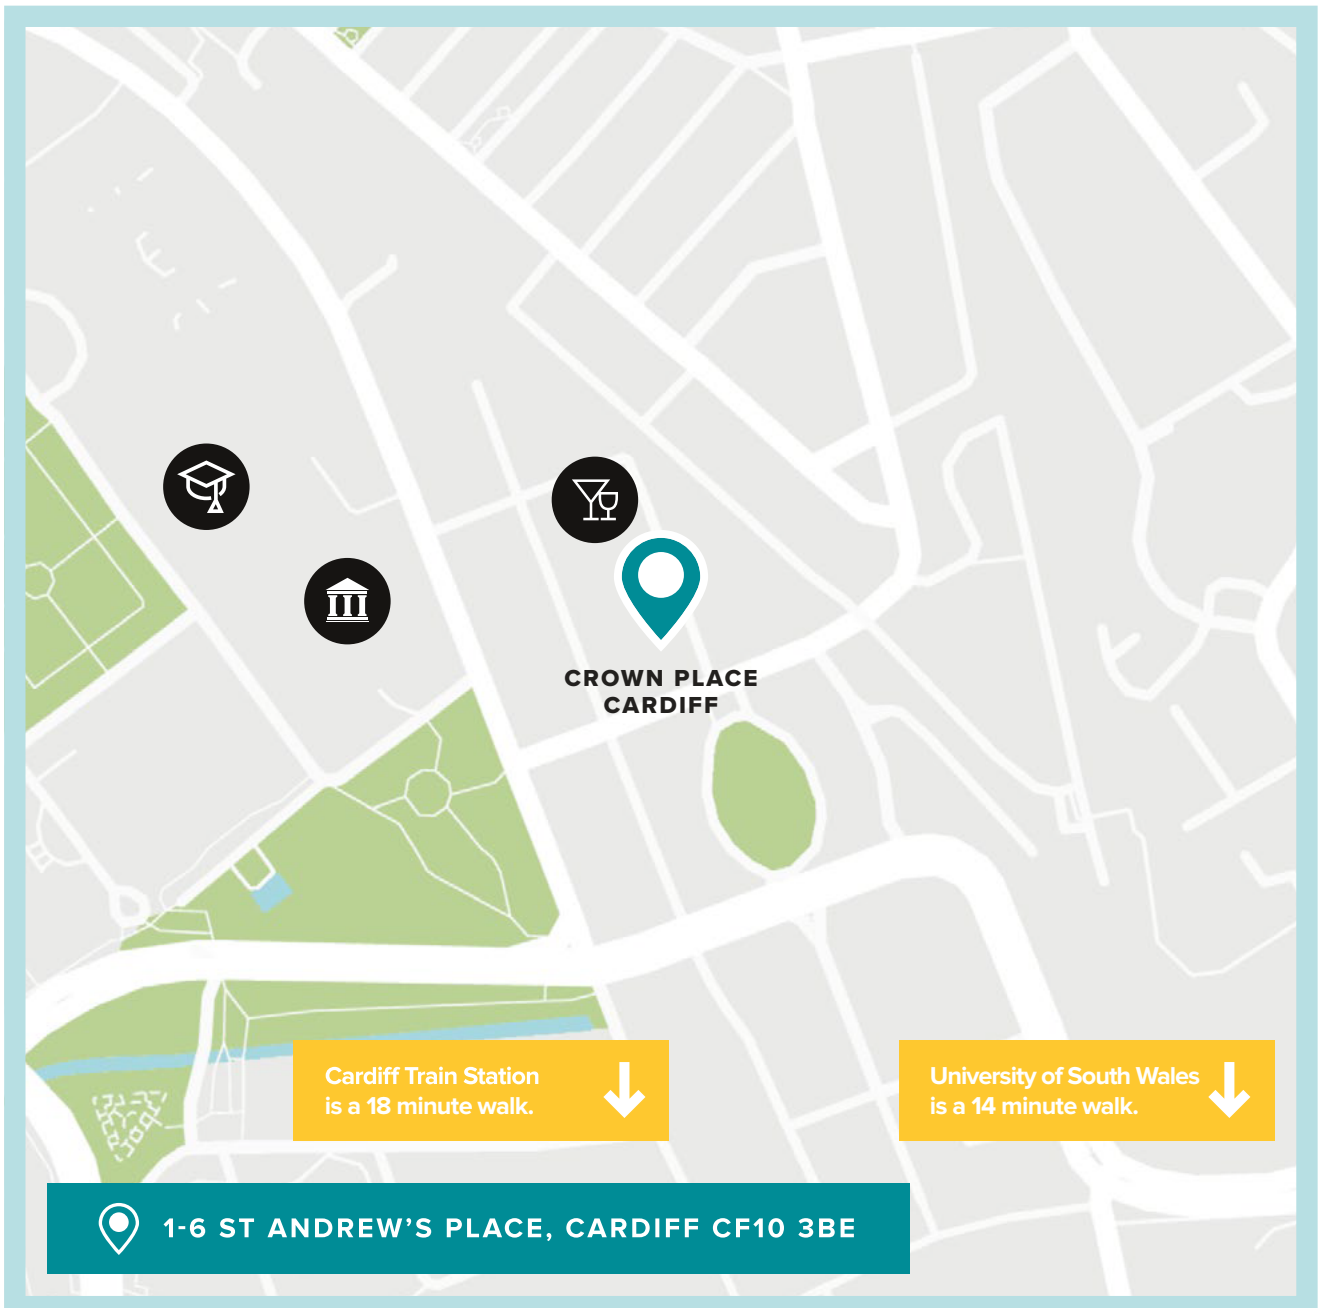 CROWN PLACE
CARDIFF
Cardiff Train Station
is a 18 minute walk.
University of South Wales
is a 14 minute walk.
1-6 ST ANDREW’S PLACE, CARDIFF CF10 3BE